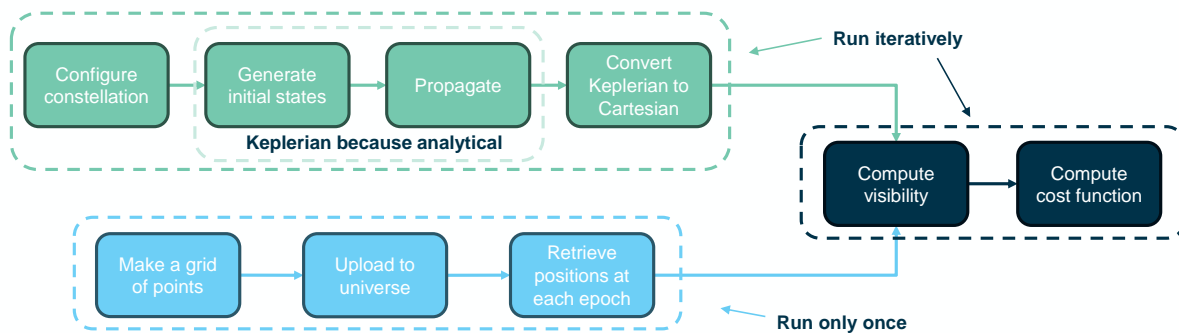 Configure
constellation
Generate
initial states
Propagate
Convert
Keplerian to
Cartesian
Keplerian because analytical
Run iteratively
Compute
visibility
Compute
cost function
Make a grid
of points
Upload to
universe
Retrieve
positions at
each epoch
Run only once